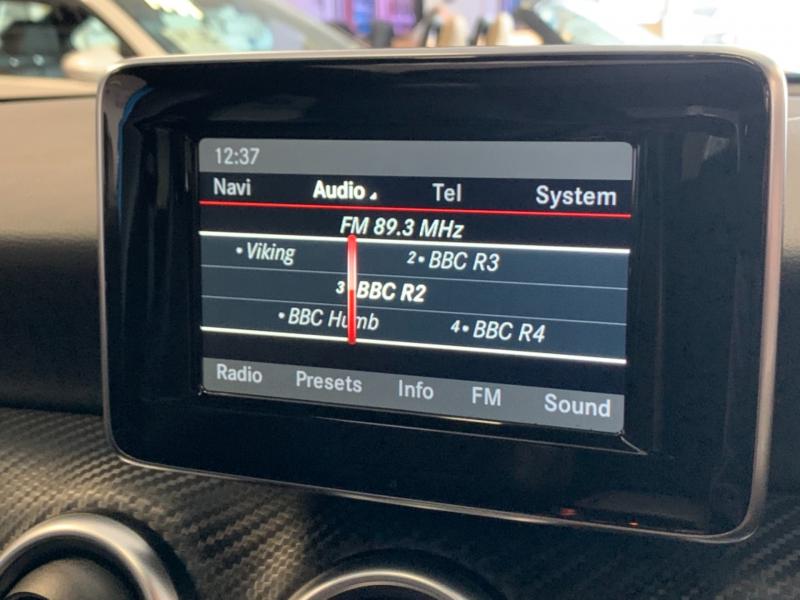 12:37
Navi Audio Tel System
FM 89.3 MHz
• Viking 2• BBC R3
3 BBC R2
• BBC Humb 4• BBC R4
Radio Presets Info FM Sound